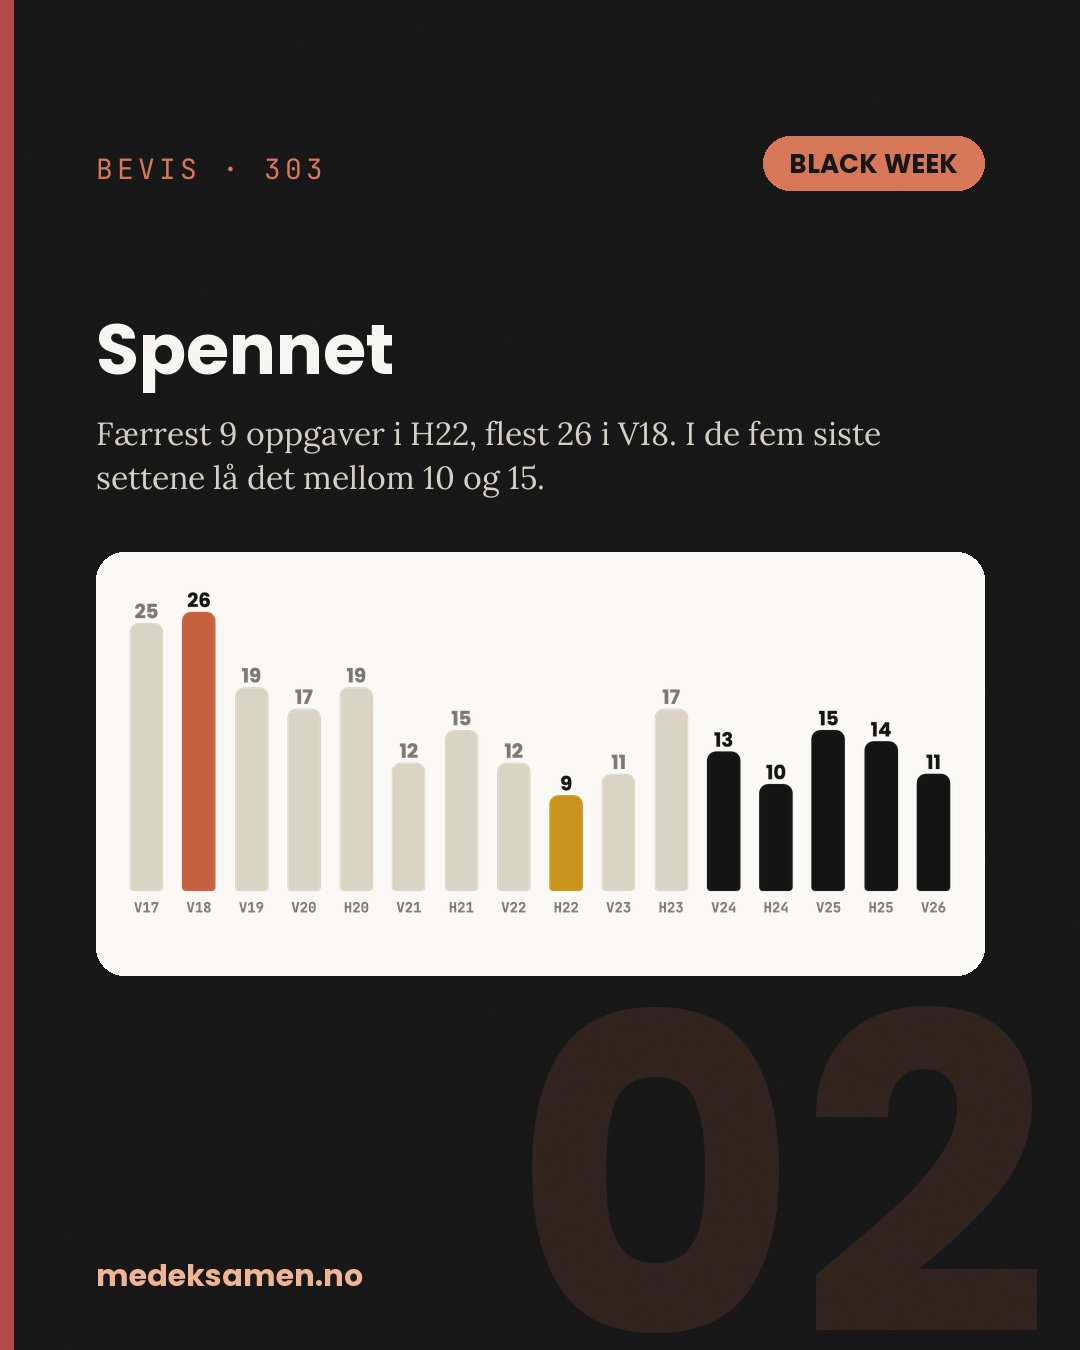 BEVIS · 303
BLACK WEEK
Spennet
Færrest 9 oppgaver i H22, flest 26 i V18. I de fem siste
settene lå det mellom 10 og 15.
25 26 19 17 19 12 15 12 9 11 17 13 10 15 14 11
V17 V18 V19 V20 H20 V21 H21 V22 H22 V23 H23 V24 H24 V25 H25 V26
02
medeksamen.no